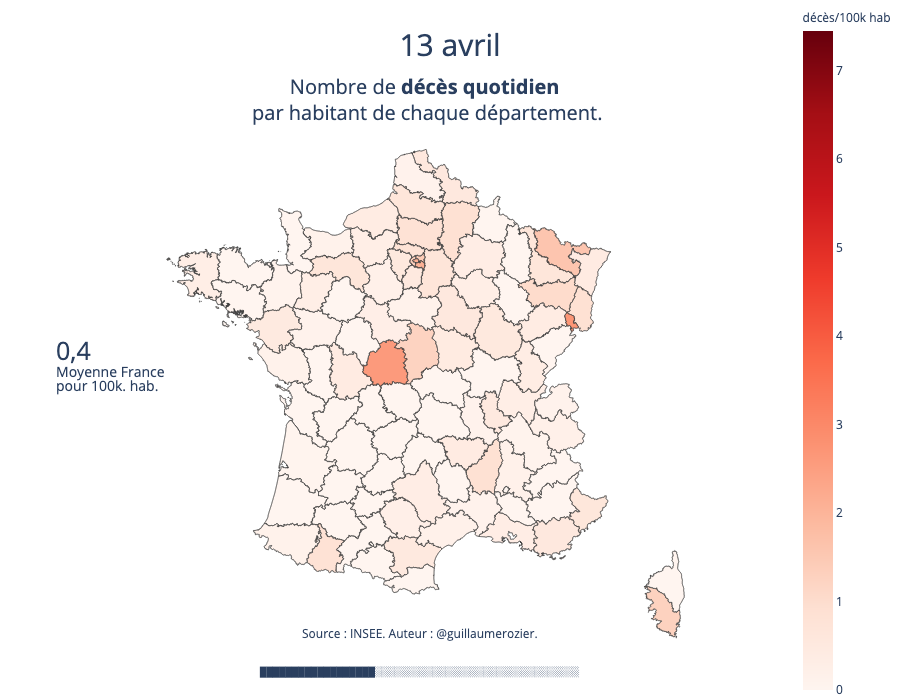 décès/100k hab
13 avril
Nombre de décès quotidien
par habitant de chaque département.
7
6
5
4
3
2
1
0
0,4
Moyenne France
pour 100k. hab.
Source : INSEE. Auteur : @guillaumerozier.